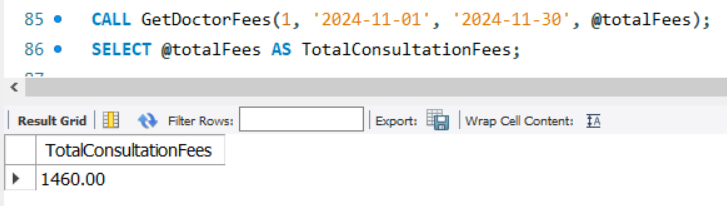 85 CALL GetDoctorFees(1, '2024-11-01', '2024-11-30', @totalFees);
86 SELECT @totalFees AS TotalConsultationFees;
Result Grid Filter Rows: Export: Wrap Cell Content:
TotalConsultationFees
1460.00